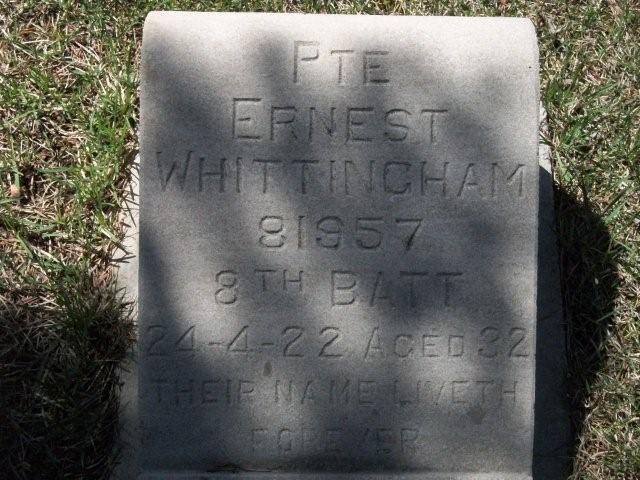 PTE
ERNEST
WHITTINGHAM
81957
8TH BATT
24-4-22 AGED 32
THEIR NAME LIVETH
FOREVER